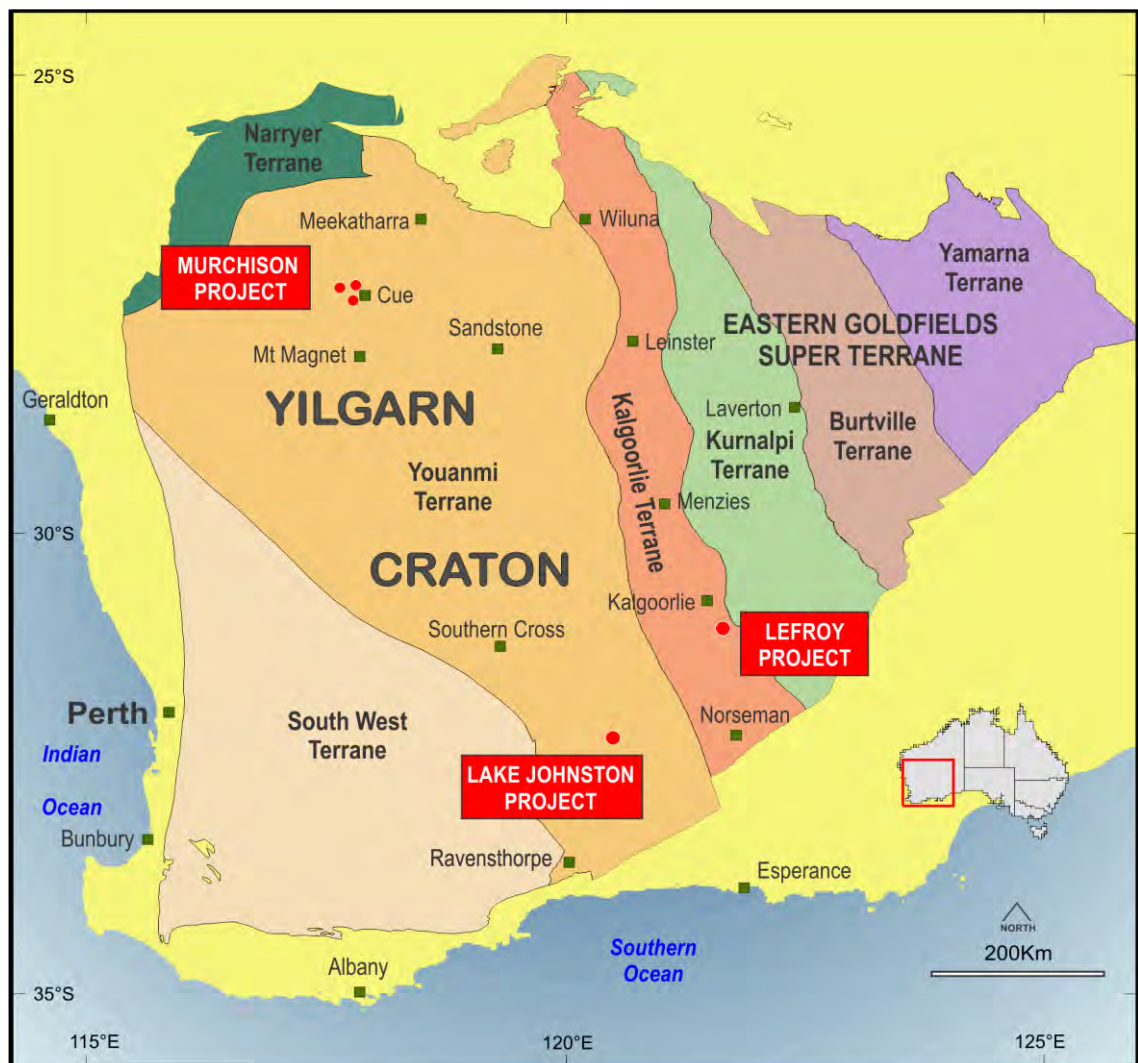 25°S
Narryer
Terrane
Meekatharra
Wiluna
Yamarna
Terrane
MURCHISON
PROJECT
Cue
Sandstone
Mt Magnet
Leinster
EASTERN GOLDFIELDS
SUPER TERRANE
Geraldton
YILGARN
Kalgoorlie Terrane
Laverton
Burtville
Terrane
Kurnalpi
Terrane
Youanmi
Terrane
Menzies
30°S
CRATON
Kalgoorlie
Southern Cross
LEFROY
PROJECT
Perth
South West
Terrane
Norseman
Indian
Ocean
LAKE JOHNSTON
PROJECT
Bunbury
Ravensthorpe
Esperance
NORTH
200Km
Southern
Ocean
Albany
35°S
115°E
120°E
125°E